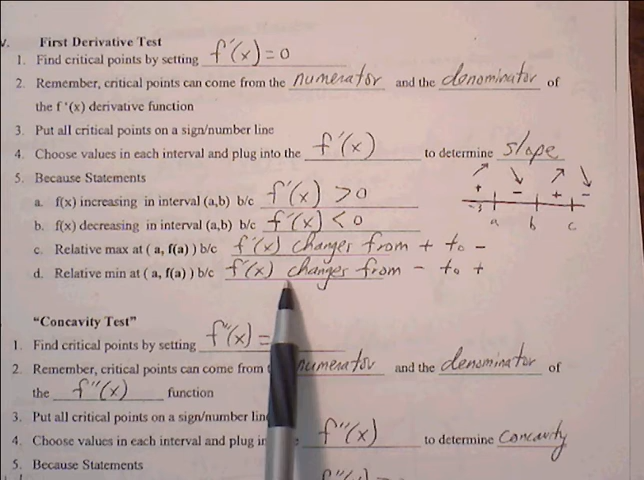 V. First Derivative Test
1. Find critical points by setting f'(x) = 0
2. Remember, critical points can come from the numerator and the denominator of
the f '(x) derivative function
3. Put all critical points on a sign/number line
4. Choose values in each interval and plug into the f'(x) to determine slope
5. Because Statements
a. f(x) increasing in interval (a,b) b/c f'(x) > 0
b. f(x) decreasing in interval (a,b) b/c f'(x) < 0
+ - + -
a b c
c. Relative max at ( a, f(a) ) b/c f'(x) changes from + to -
d. Relative min at ( a, f(a) ) b/c f'(x) changes from - to +
"Concavity Test"
1. Find critical points by setting f"(x) =
2. Remember, critical points can come from numerator and the denominator of
the f"(x) function
3. Put all critical points on a sign/number
4. Choose values in each interval and plug f"(x) to determine concavity
5. Because Statements